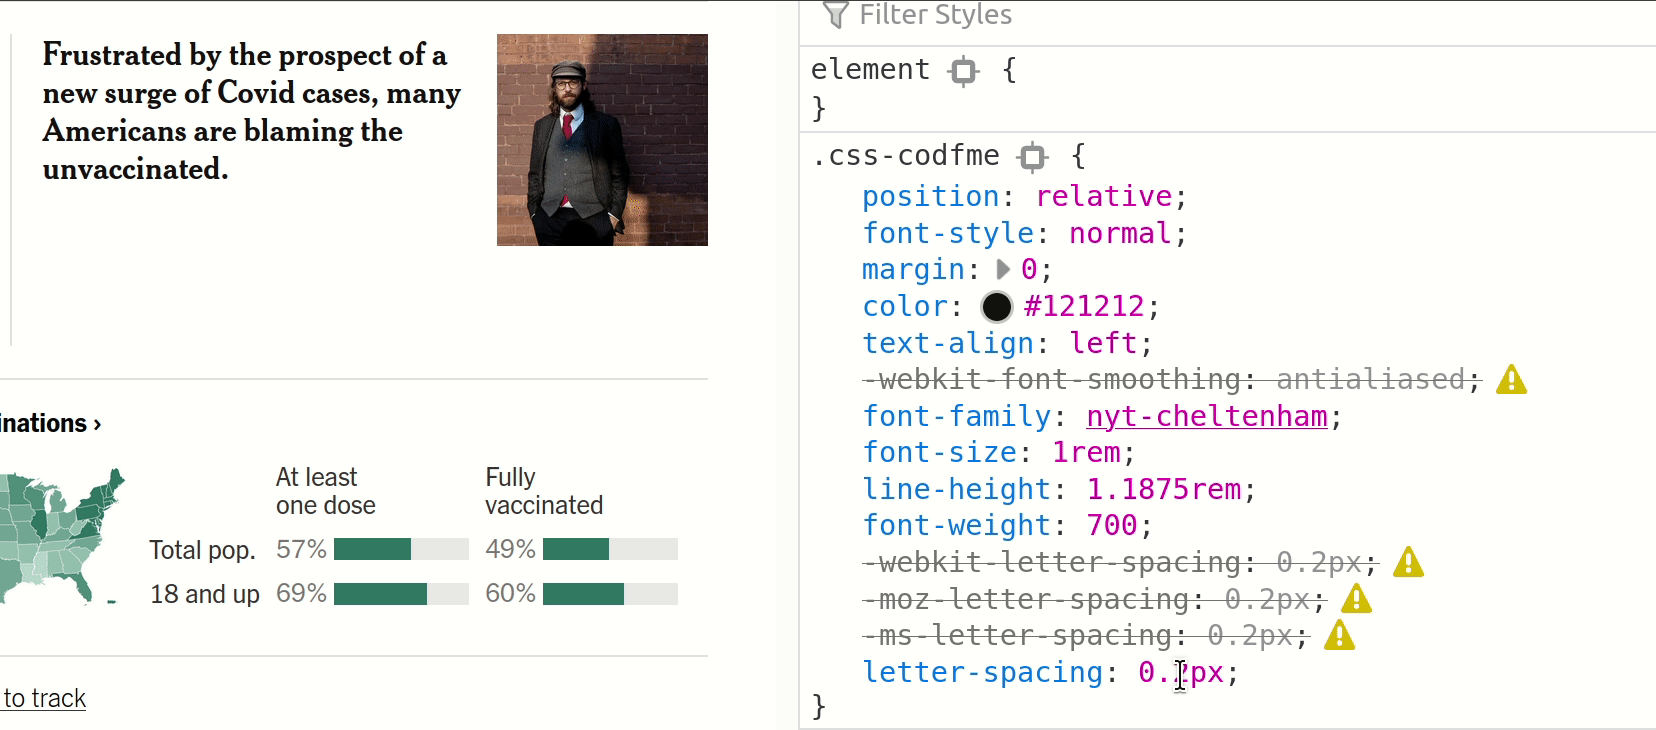 Frustrated by the prospect of a
new surge of Covid cases, many
Americans are blaming the
unvaccinated.
inations ›
At least
one dose
Fully
vaccinated
Total pop. 57% 49%
18 and up 69% 60%
to track
Filter Styles
element {
}
.css-codfme {
position: relative;
font-style: normal;
margin: 0;
color: #121212;
text-align: left;
-webkit-font-smoothing: antialiased;
font-family: nyt-cheltenham;
font-size: 1rem;
line-height: 1.1875rem;
font-weight: 700;
-webkit-letter-spacing: 0.2px;
-moz-letter-spacing: 0.2px;
-ms-letter-spacing: 0.2px;
letter-spacing: 0.2px;
}